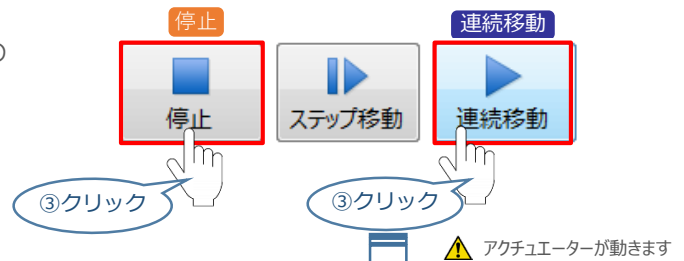 停止
連続移動
の
停止
ステップ移動
連続移動
③クリック
③クリック
アクチュエーターが動きます